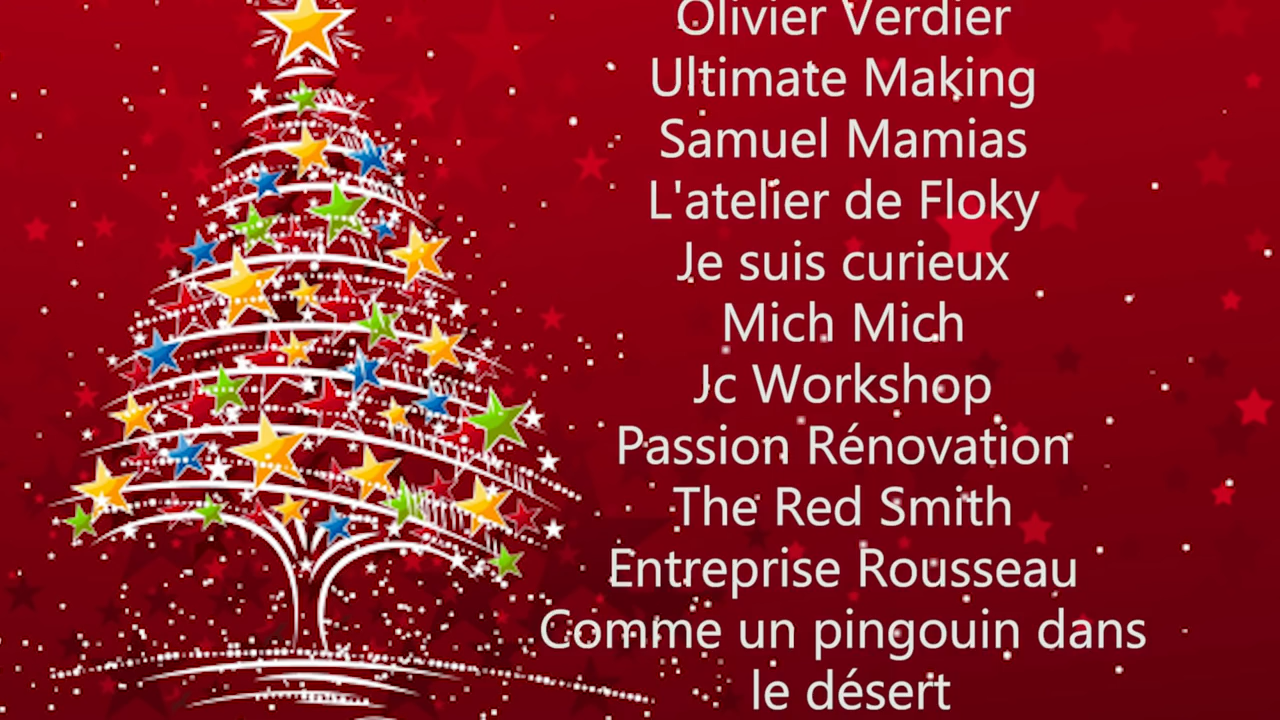 Olivier Verdier
Ultimate Making
Samuel Mamias
L'atelier de Floky
Je suis curieux
Mich Mich
Jc Workshop
Passion Rénovation
The Red Smith
Entreprise Rousseau
Comme un pingouin dans
le désert